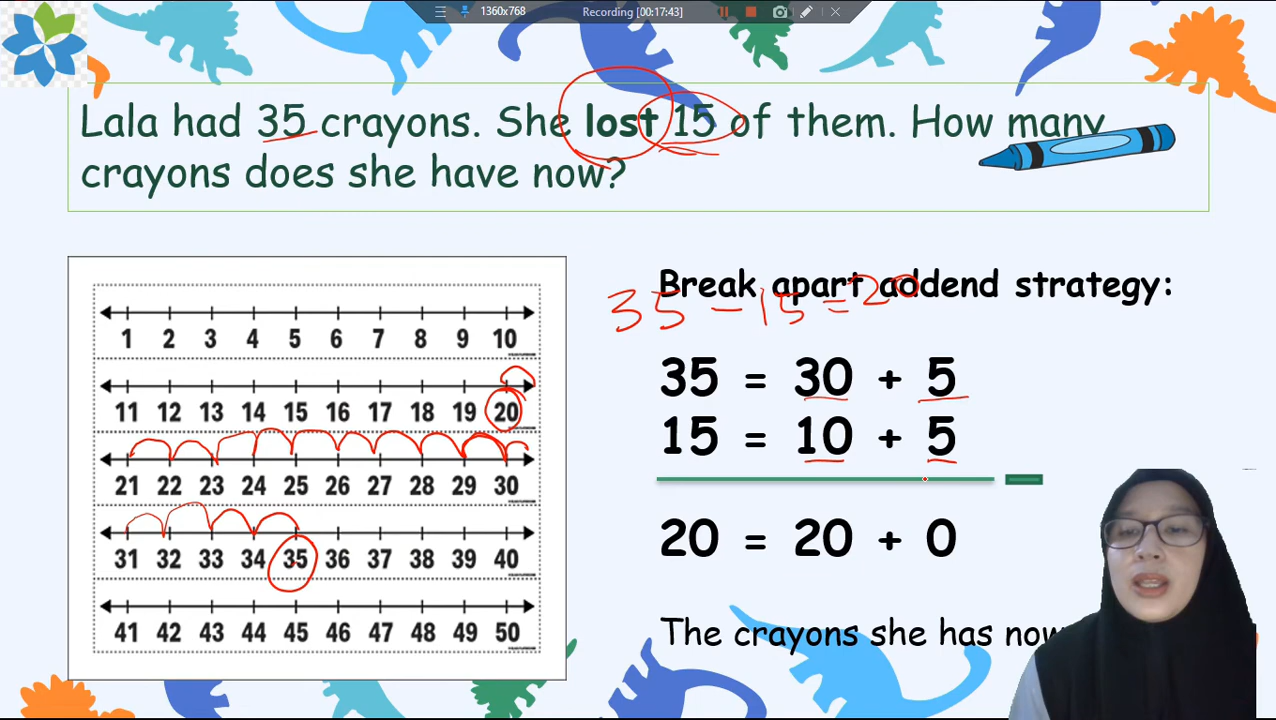 1360x768
Recording [00:17:43]
Lala had 35 crayons. She lost 15 of them. How many
crayons does she have now?
1 2 3 4 5 6 7 8 9 10
11 12 13 14 15 16 17 18 19 20
21 22 23 24 25 26 27 28 29 30
31 32 33 34 35 36 37 38 39 40
41 42 43 44 45 46 47 48 49 50
Break apart addend strategy:
35 - 15 = 20
35 = 30 + 5
15 = 10 + 5
20 = 20 + 0
The crayons she has now